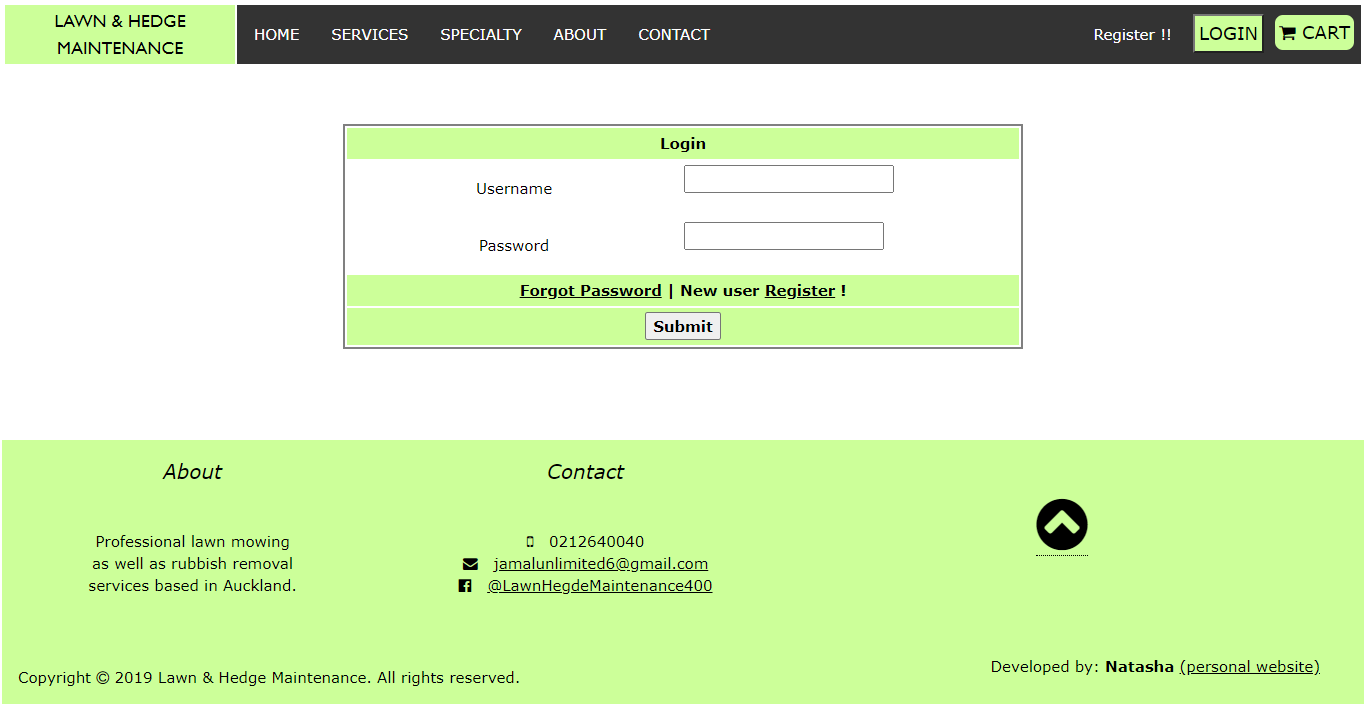 LAWN & HEDGE
MAINTENANCE
HOME SERVICES SPECIALTY ABOUT CONTACT Register !! LOGIN CART
Login
Username
Password
Forgot Password | New user Register !
Submit
About
Professional lawn mowing
as well as rubbish removal
services based in Auckland.
Contact
0212640040
jamalunlimited6@gmail.com
@LawnHegdeMaintenance400
Developed by: Natasha (personal website)
Copyright © 2019 Lawn & Hedge Maintenance. All rights reserved.